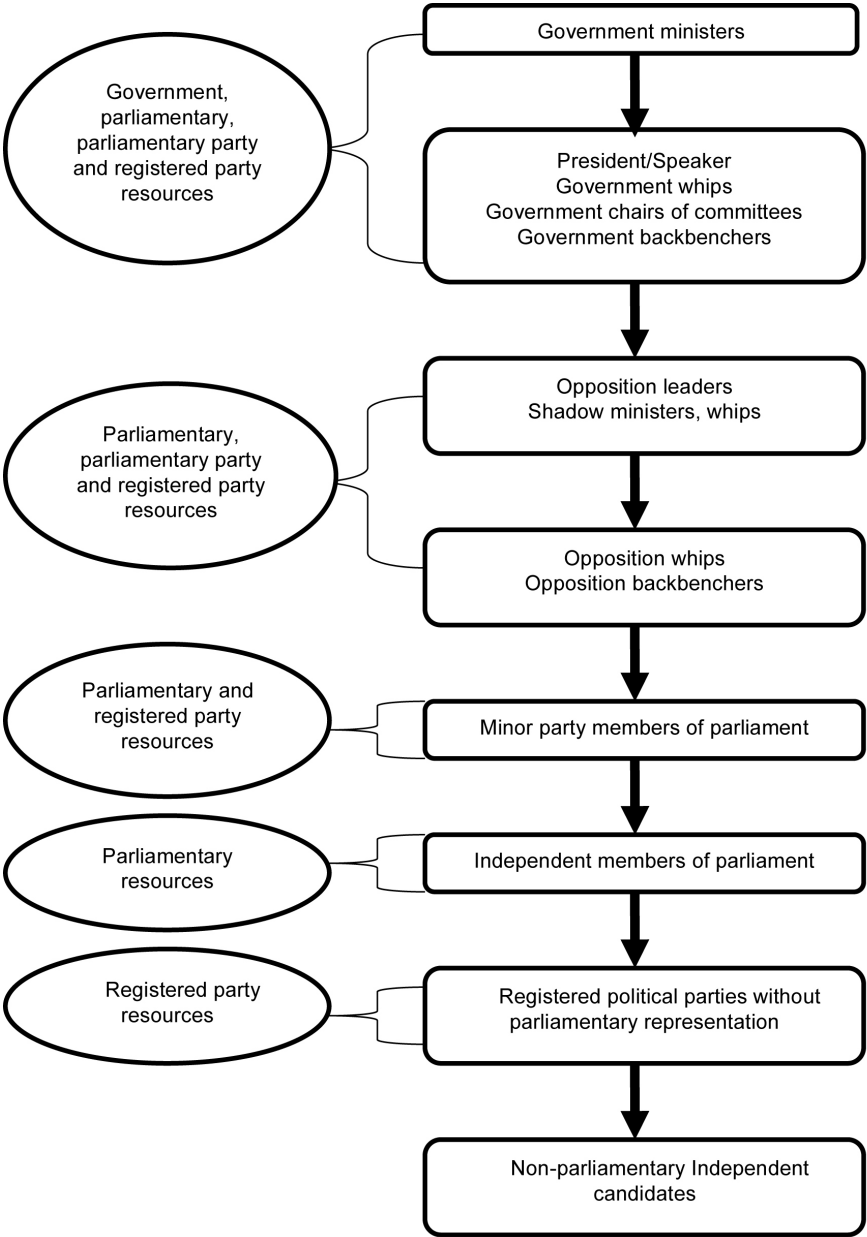 Government ministers
Government,
parliamentary,
parliamentary party
and registered party
resources
President/Speaker
Government whips
Government chairs of committees
Government backbenchers
Opposition leaders
Shadow ministers, whips
Parliamentary,
parliamentary party
and registered party
resources
Opposition whips
Opposition backbenchers
Parliamentary and
registered party
resources
Minor party members of parliament
Parliamentary
resources
Independent members of parliament
Registered party
resources
Registered political parties without
parliamentary representation
Non-parliamentary Independent
candidates